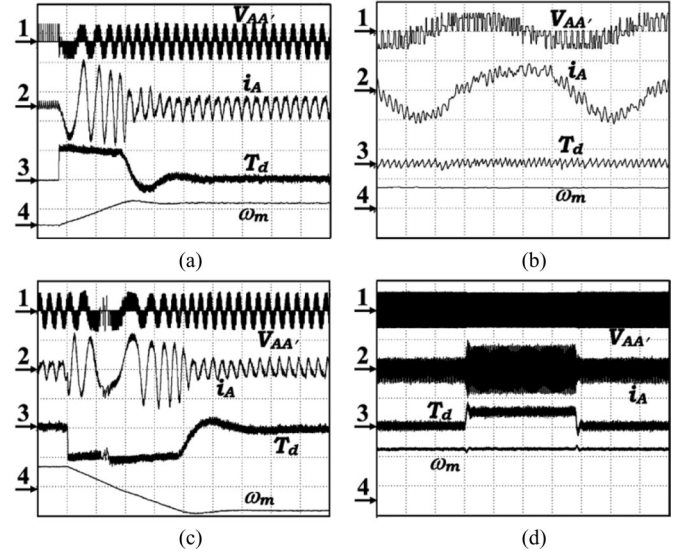 1
V_AA′
2
i_A
3
T_d
4
ω_m
(a)
1
V_AA′
2
i_A
3
T_d
4
ω_m
(b)
1
V_AA′
2
i_A
3
T_d
4
ω_m
(c)
1
V_AA′
2
i_A
3
T_d
4
ω_m
(d)